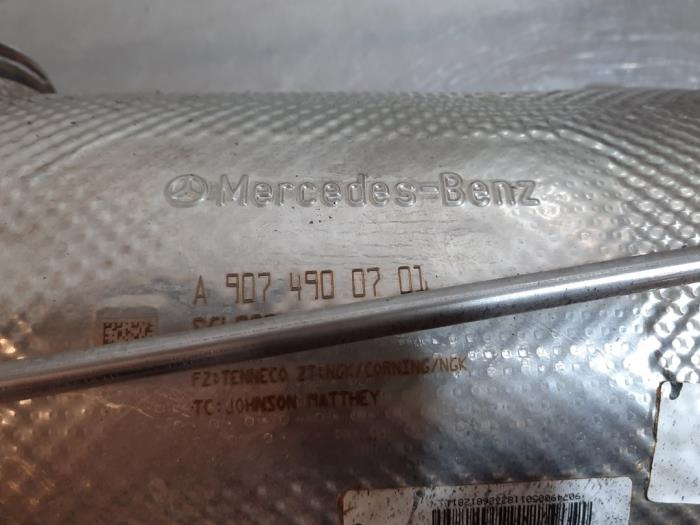 Mercedes-Benz
A 907 490 07 01
FZ:TENNECO ZT:NGK/CORNING/NGK
TC:JOHNSON MATTHEY